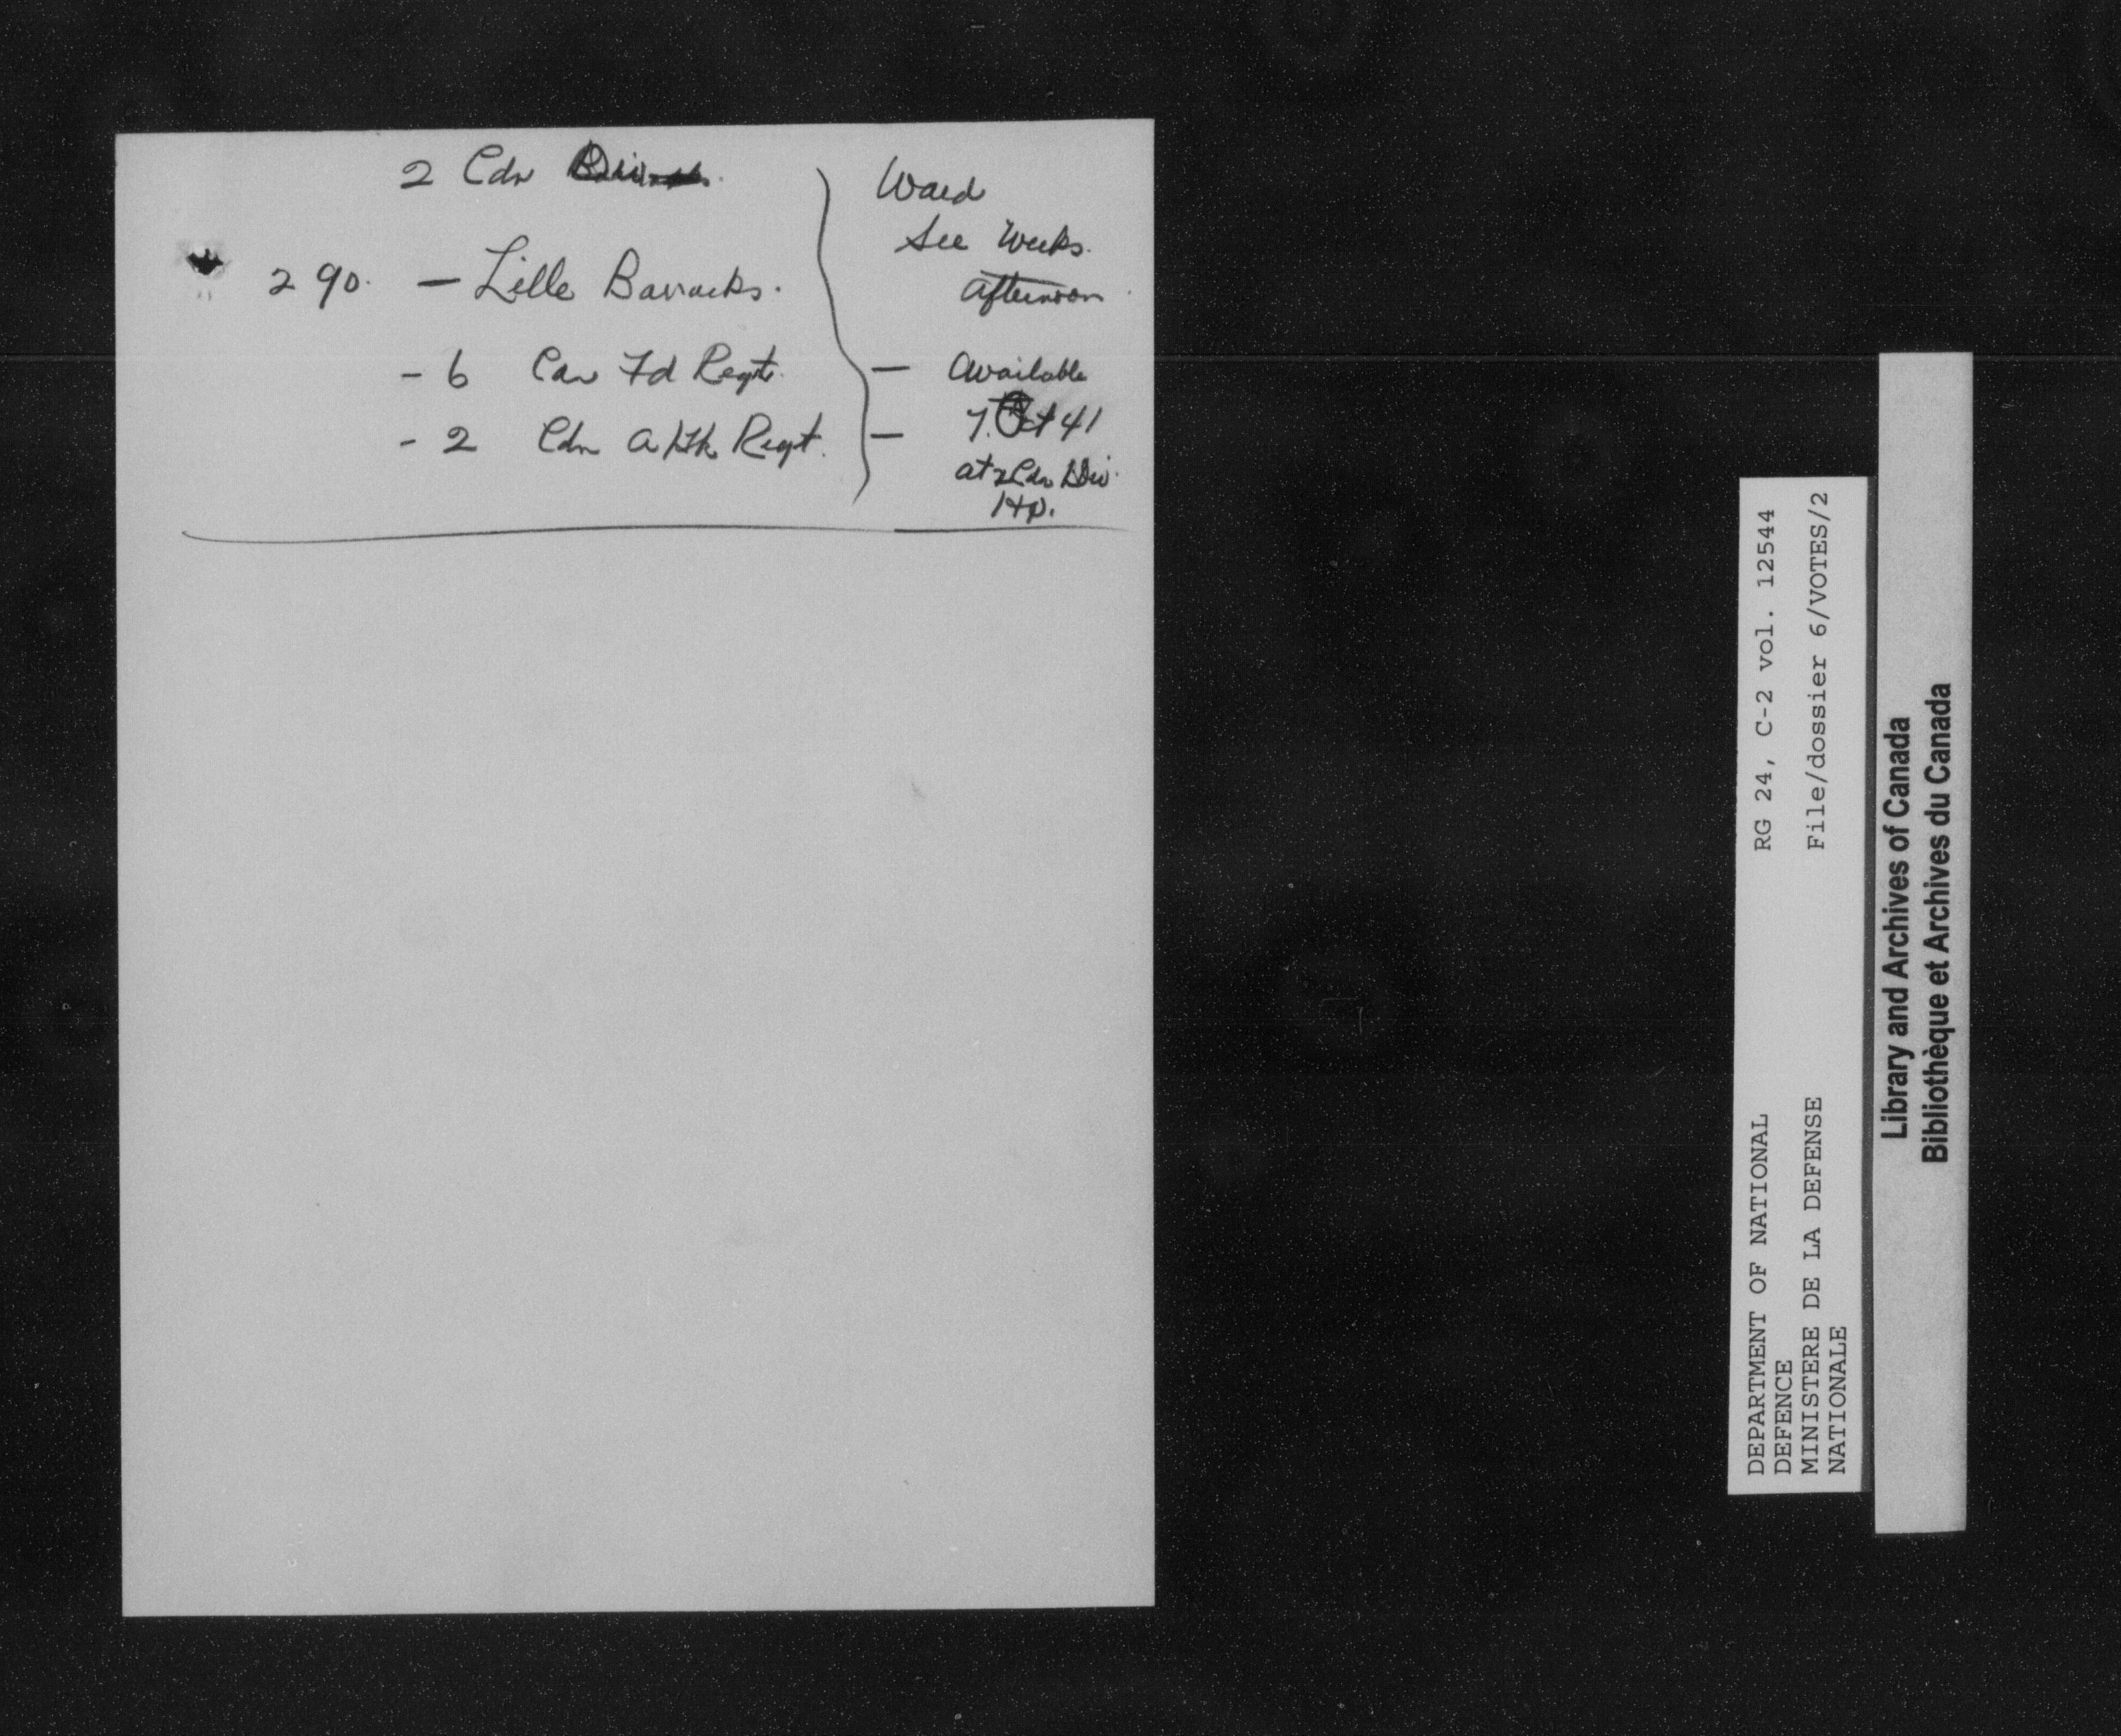 2 Cdn Div
290. — Lille Barracks.
- 6 Cdn Fd Regt.
- 2 Cdn A Tk Regt.
Ward
See Weeks.
afternoon
— Available
— 7. Oct 41
at 2 Cdn Div.
HQ.
RG 24, C-2 vol. 12544
File/dossier 6/VOTES/2
DEPARTMENT OF NATIONAL
DEFENCE
MINISTERE DE LA DEFENSE
NATIONALE
Library and Archives of Canada
Bibliothèque et Archives du Canada